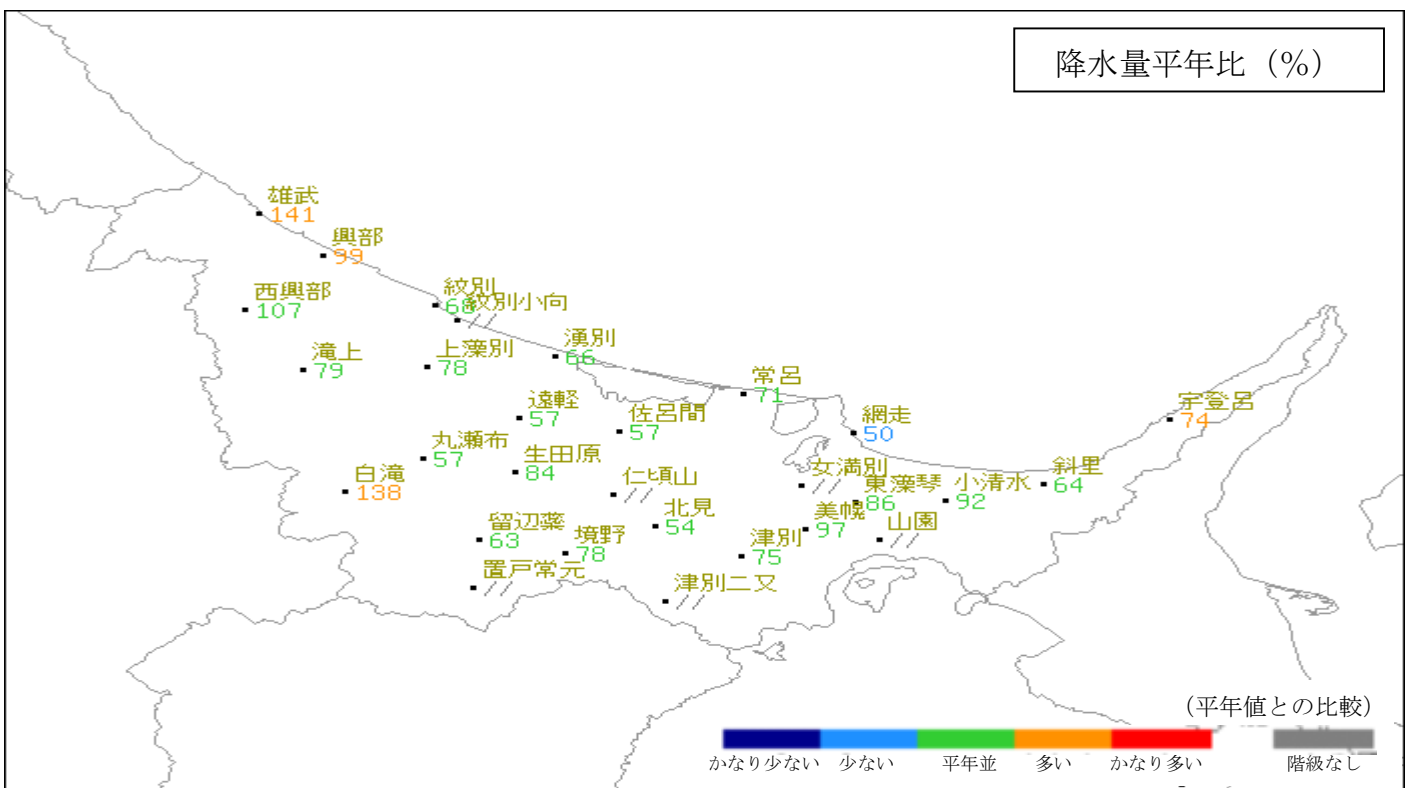 降水量平年比（%）
雄武
141
興部
99
西興部
107
紋別
68
紋別小向
//
滝上
79
上藻別
78
湧別
66
常呂
71
遠軽
57
佐呂間
57
網走
50
宇登呂
74
丸瀬布
57
生田原
84
白滝
138
仁頃山
///
女満別
///
東藻琴
86
小清水
92
斜里
64
留辺蘂
63
境野
78
北見
54
美幌
97
津別
75
山園
//
置戸常元
///
津別二又
//
（平年値との比較）
かなり少ない 少ない 平年並 多い かなり多い 階級なし